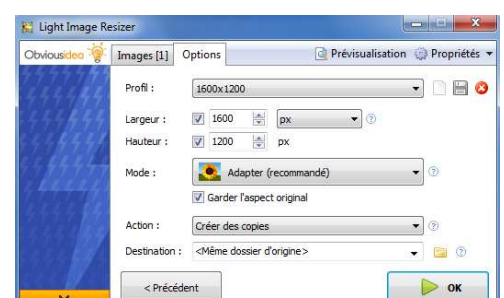 Light Image Resizer
Obviousidea Images [1] Options Prévisualisation Propriétés
Profil : 1600x1200
Largeur : 1600 px
Hauteur : 1200 px
Mode : Adapter (recommandé)
Garder l'aspect original
Action : Créer des copies
Destination : <Même dossier d'origine>
< Précédent OK